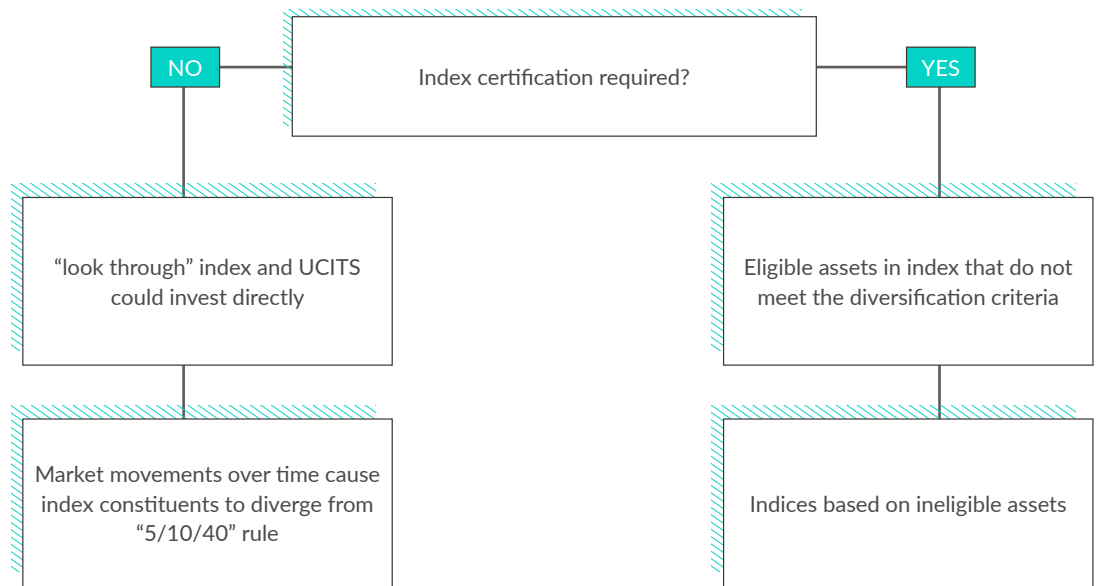 Index certification required?
NO
YES
“look through” index and UCITS
could invest directly
Eligible assets in index that do not
meet the diversification criteria
Market movements over time cause
index constituents to diverge from
“5/10/40” rule
Indices based on ineligible assets